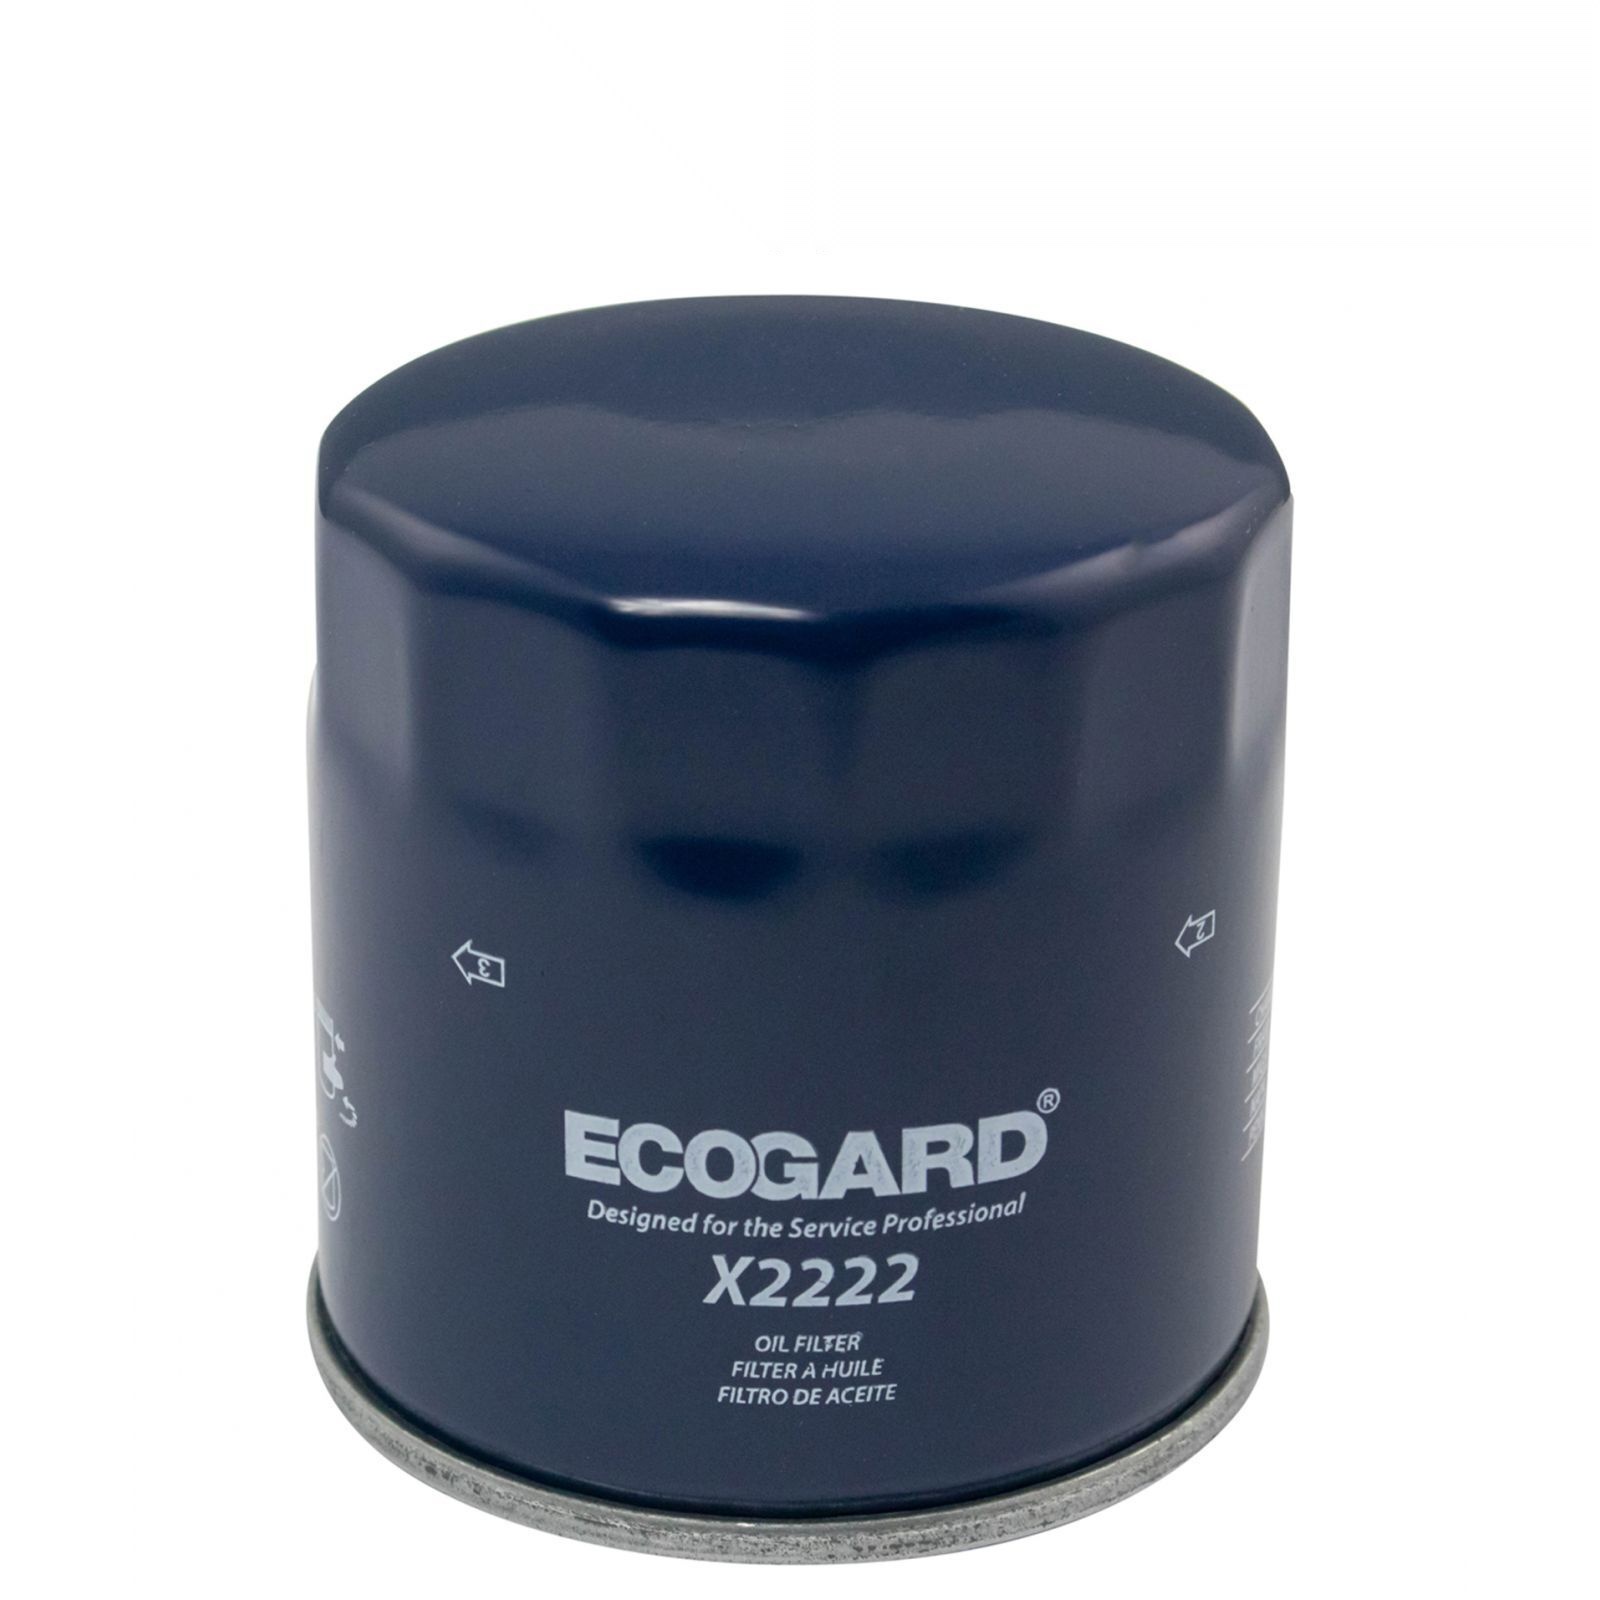 3
2
ECOGARD®
Designed for the Service Professional
X2222
OIL FILTER
FILTER A HUILE
FILTRO DE ACEITE